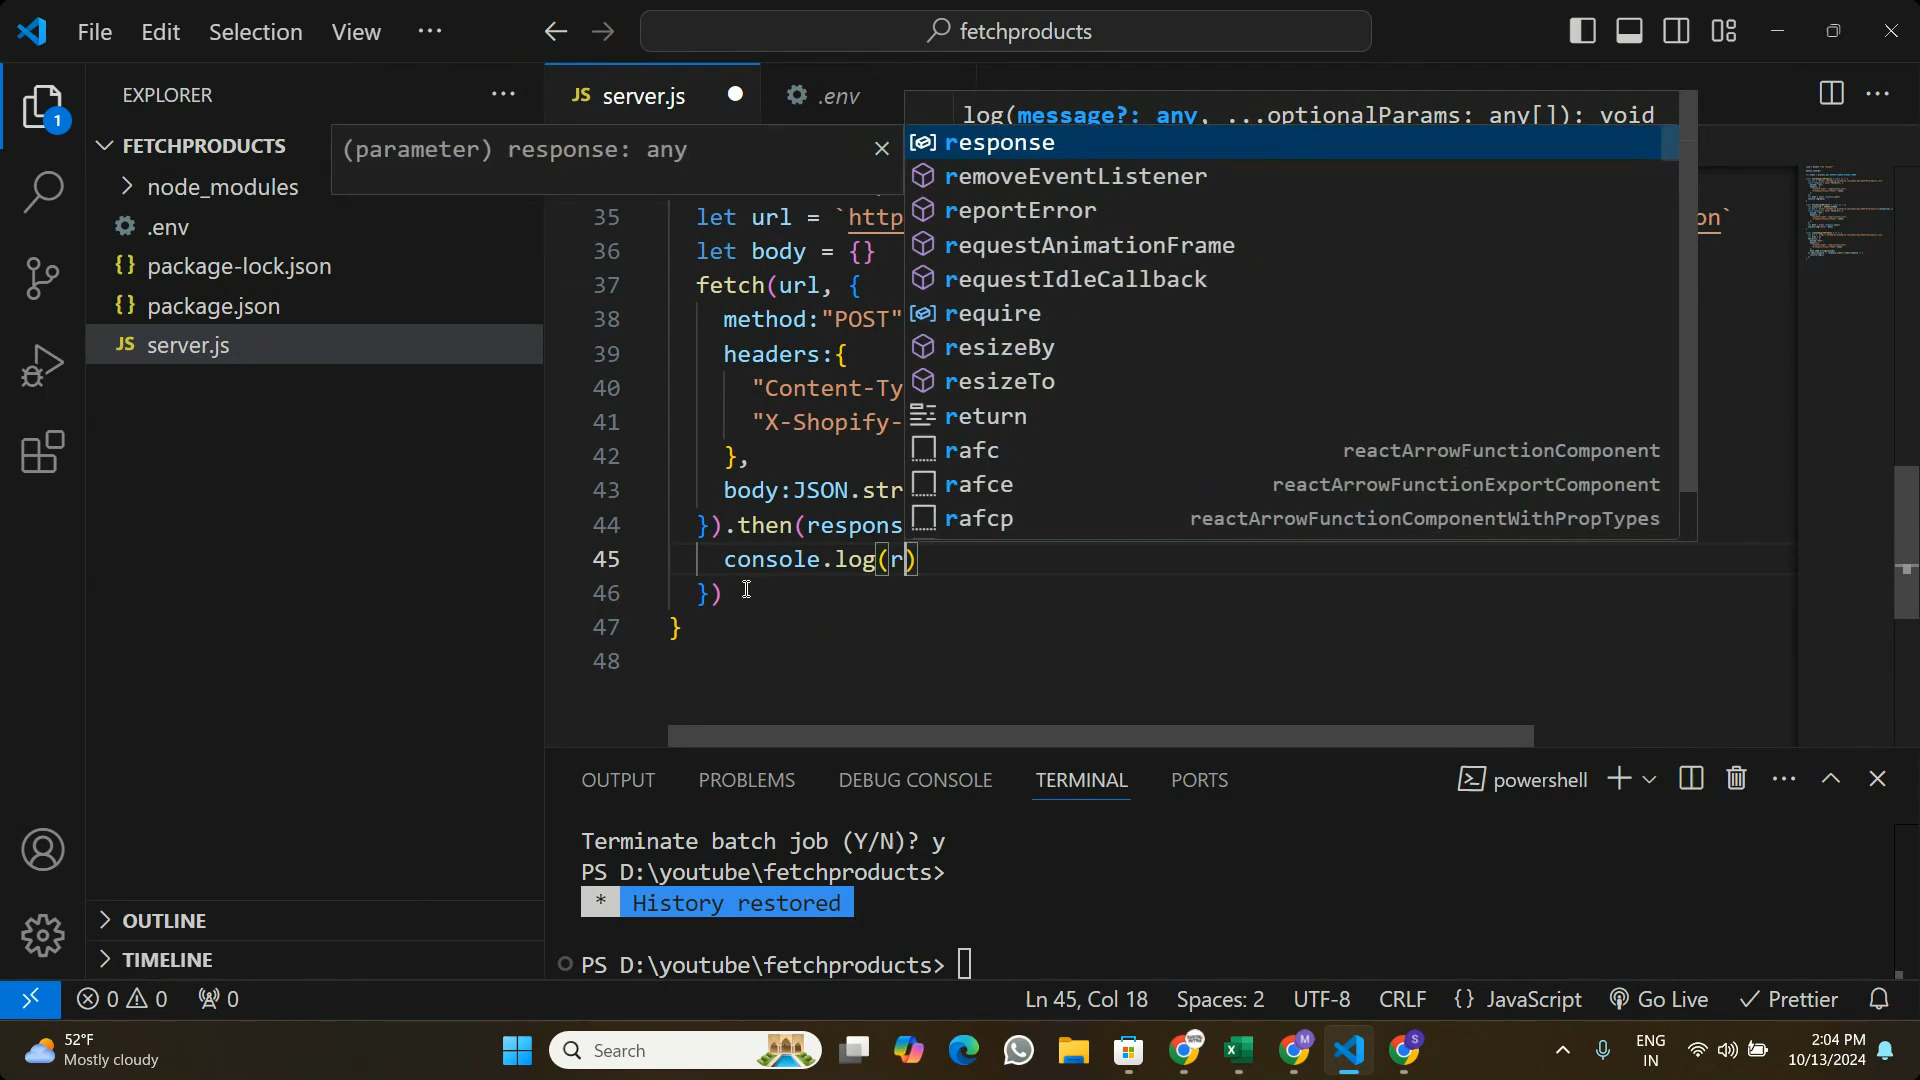 File Edit Selection View ··· fetchproducts
EXPLORER
FETCHPRODUCTS
node_modules
.env
package-lock.json
package.json
JS server.js
OUTLINE
TIMELINE
JS server.js .env
log(message?: any, ...optionalParams: any[]): void
(parameter) response: any
response
removeEventListener
reportError
requestAnimationFrame
requestIdleCallback
require
resizeBy
resizeTo
return
rafc reactArrowFunctionComponent
rafce reactArrowFunctionExportComponent
rafcp reactArrowFunctionComponentWithPropTypes
35 let url = `http on`
36 let body = {}
37 fetch(url, {
38 method:"POST"
39 headers:{
40 "Content-Ty
41 "X-Shopify-
42 },
43 body:JSON.str
44 }).then(respons
45 console.log(r)
46 })
47 }
48
OUTPUT PROBLEMS DEBUG CONSOLE TERMINAL PORTS powershell
Terminate batch job (Y/N)? y
PS D:\youtube\fetchproducts>
* History restored
PS D:\youtube\fetchproducts>
0 0 0 Ln 45, Col 18 Spaces: 2 UTF-8 CRLF {} JavaScript Go Live Prettier
52°F
Mostly cloudy
Search
ENG
IN
2:04 PM
10/13/2024